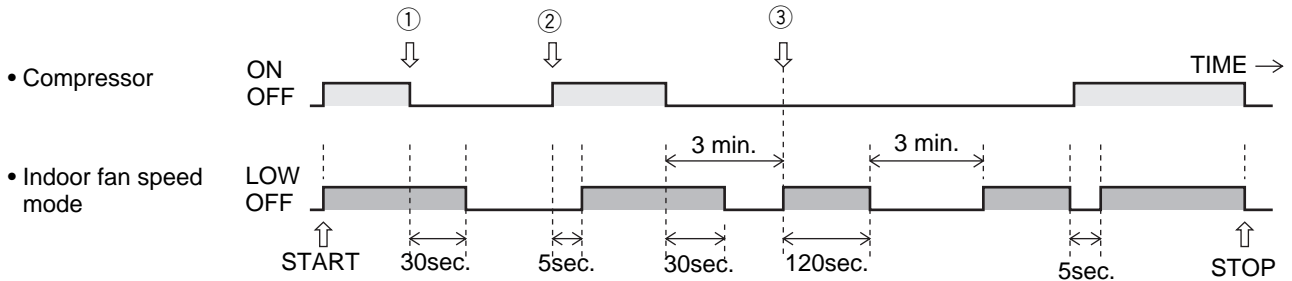 ① ② ③
• Compressor ON TIME →
OFF
3 min. 3 min.
• Indoor fan speed LOW
mode OFF
START 30sec. 5sec. 30sec. 120sec. 5sec. STOP